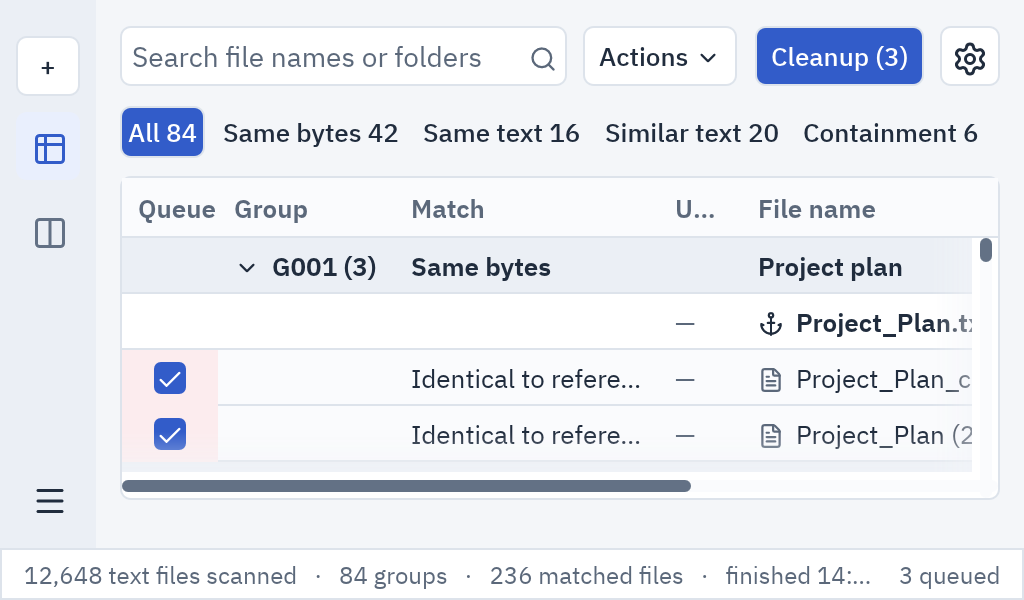 +
Search file names or folders Actions Cleanup (3)
All 84 Same bytes 42 Same text 16 Similar text 20 Containment 6
Queue Group Match U... File name
G001 (3) Same bytes Project plan
— Project_Plan.t
Identical to refere... — Project_Plan_c
Identical to refere... — Project_Plan (2
12,648 text files scanned · 84 groups · 236 matched files · finished 14:... 3 queued